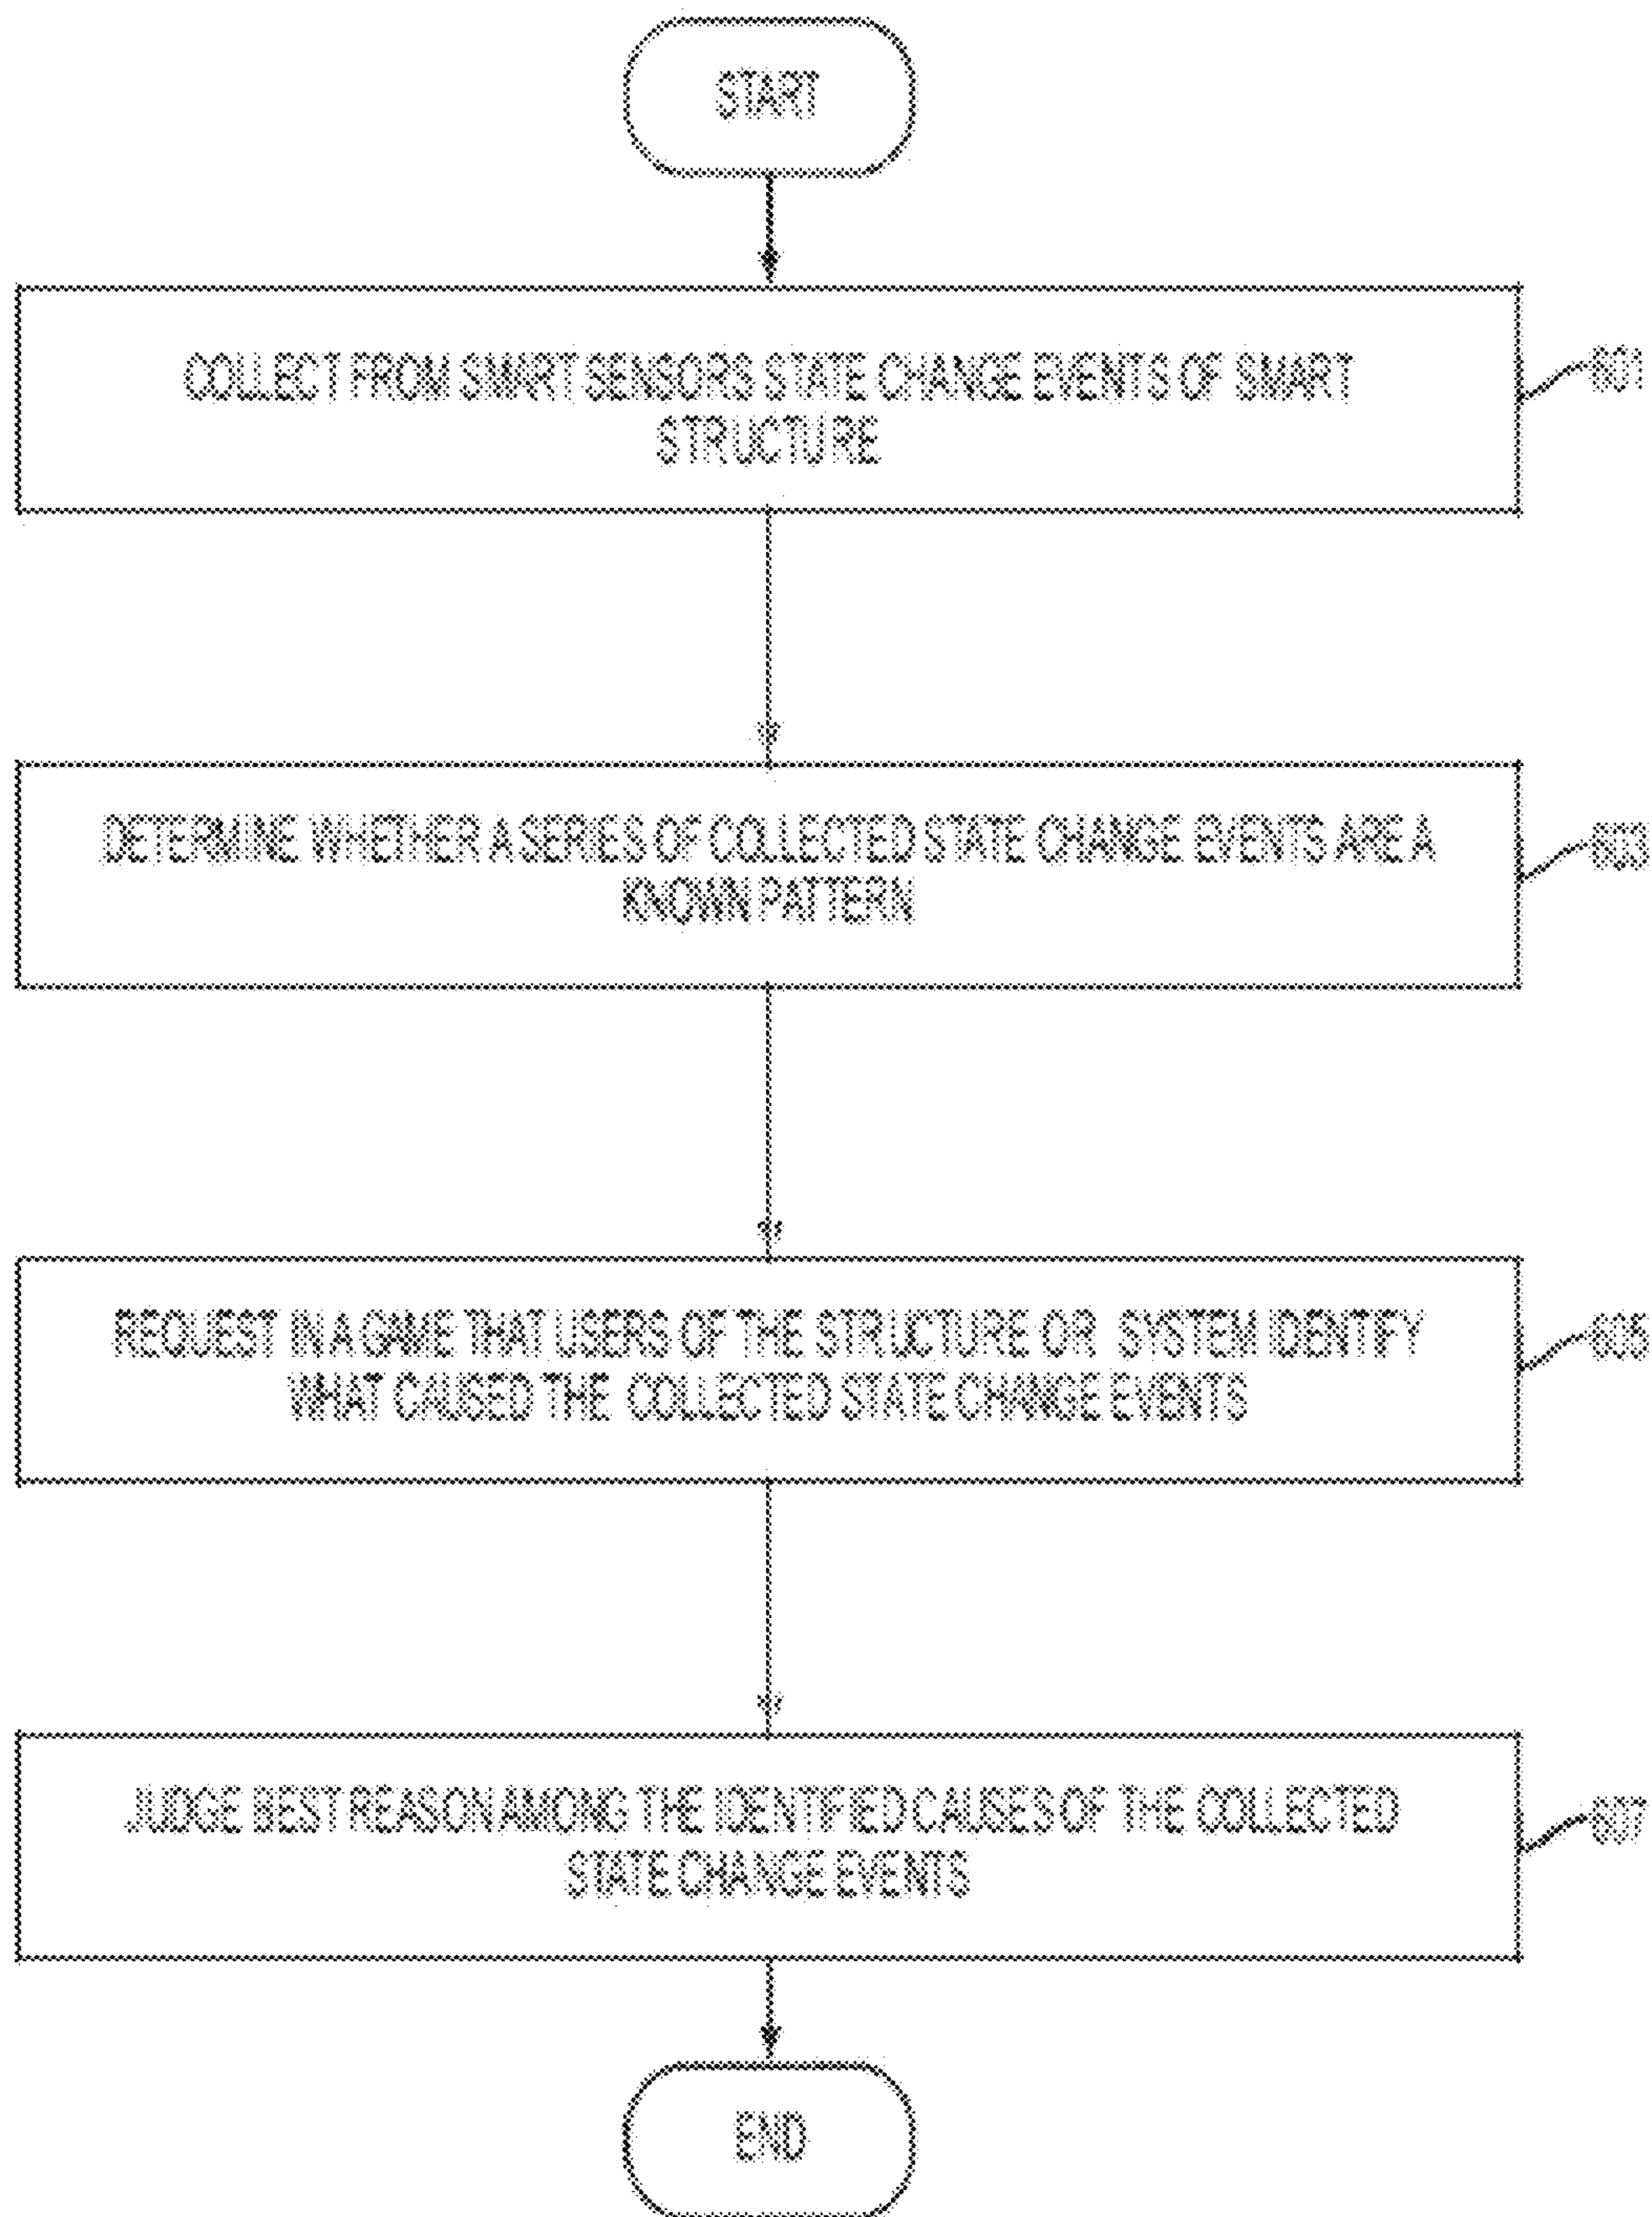 START
COLLECT FROM SMART SENSORS STATE CHANGE EVENTS OF SMART
STRUCTURE
601
DETERMINE WHETHER A SERIES OF COLLECTED STATE CHANGE EVENTS ARE A
KNOWN PATTERN
603
REQUEST IN A GAME THAT USERS OF THE STRUCTURE OR SYSTEM IDENTIFY
WHAT CAUSED THE COLLECTED STATE CHANGE EVENTS
605
JUDGE BEST REASON AMONG THE IDENTIFIED CAUSES OF THE COLLECTED
STATE CHANGE EVENTS
607
END